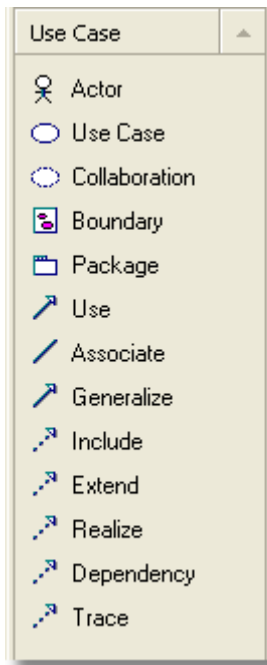 Use Case
Actor
Use Case
Collaboration
Boundary
Package
Use
Associate
Generalize
Include
Extend
Realize
Dependency
Trace